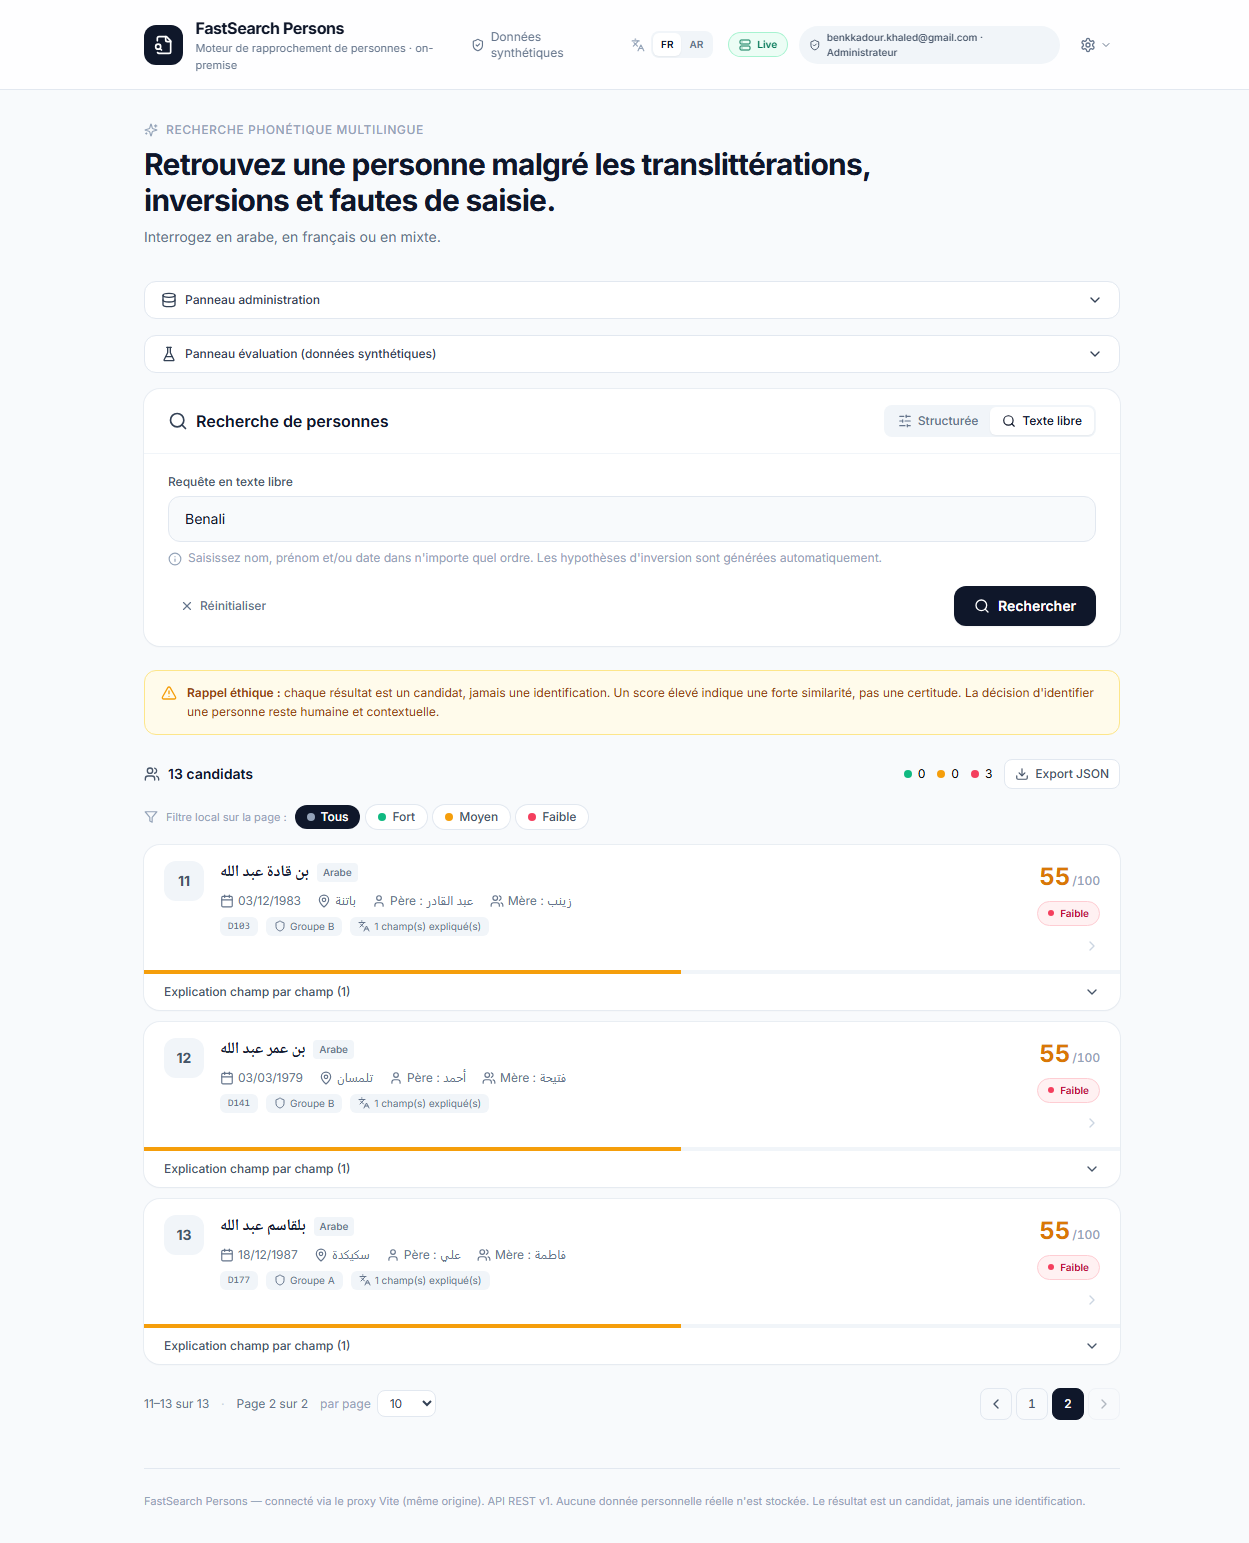 FastSearch Persons
Moteur de rapprochement de personnes · on-
premise
Données
synthétiques
FR
AR
Live
benkkadour.khaled@gmail.com ·
Administrateur
RECHERCHE PHONÉTIQUE MULTILINGUE
Retrouvez une personne malgré les translittérations,
inversions et fautes de saisie.
Interrogez en arabe, en français ou en mixte.
Panneau administration
Panneau évaluation (données synthétiques)
Recherche de personnes
Structurée
Texte libre
Requête en texte libre
Benali
Saisissez nom, prénom et/ou date dans n'importe quel ordre. Les hypothèses d'inversion sont générées automatiquement.
Réinitialiser
Rechercher
Rappel éthique : chaque résultat est un candidat, jamais une identification. Un score élevé indique une forte similarité, pas une certitude. La décision d'identifier
une personne reste humaine et contextuelle.
13 candidats
0 0 3
Export JSON
Filtre local sur la page :
Tous
Fort
Moyen
Faible
11
بن قادة عبد الله
Arabe
03/12/1983
باتنة
Père : عبد القادر
Mère : زينب
D103
Groupe B
1 champ(s) expliqué(s)
55/100
Faible
Explication champ par champ (1)
12
بن عمر عبد الله
Arabe
03/03/1979
تلمسان
Père : أحمد
Mère : فتيحة
D141
Groupe B
1 champ(s) expliqué(s)
55/100
Faible
Explication champ par champ (1)
13
بلقاسم عبد الله
Arabe
18/12/1987
سكيكدة
Père : علي
Mère : فاطمة
D177
Groupe A
1 champ(s) expliqué(s)
55/100
Faible
Explication champ par champ (1)
11–13 sur 13 · Page 2 sur 2 par page 10
1
2
FastSearch Persons — connecté via le proxy Vite (même origine). API REST v1. Aucune donnée personnelle réelle n'est stockée. Le résultat est un candidat, jamais une identification.